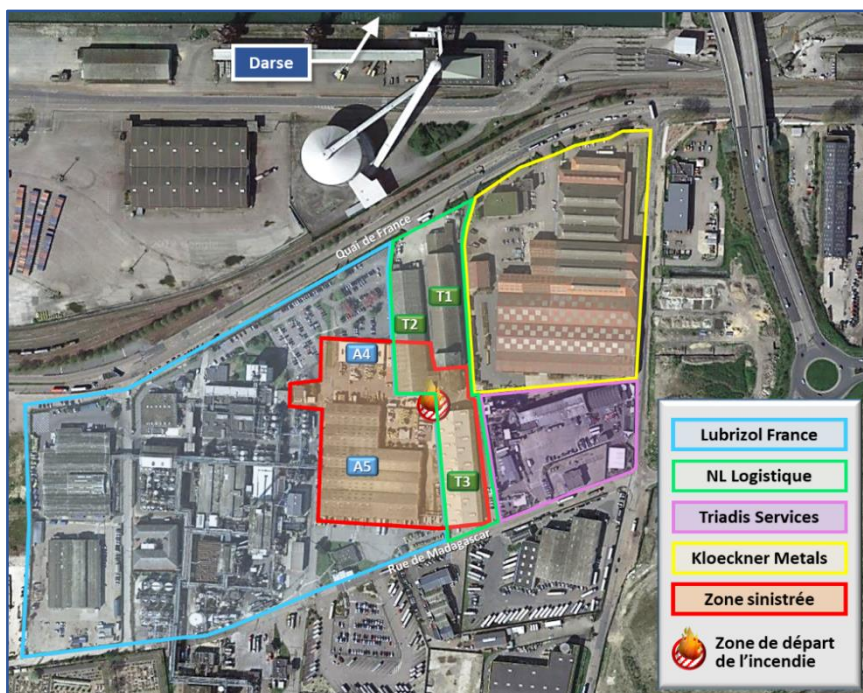 Darse
Quai de France
T1
T2
A4
A5
T3
Rue de Madagascar
Lubrizol France
NL Logistique
Triadis Services
Kloeckner Metals
Zone sinistrée
Zone de départ
de l'incendie